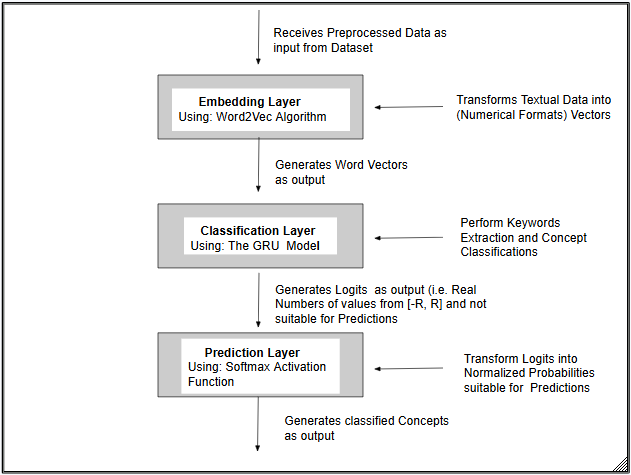 Receives Preprocessed Data as
input from Dataset
Embedding Layer
Using: Word2Vec Algorithm
Transforms Textual Data into
(Numerical Formats) Vectors
Generates Word Vectors
as output
Classification Layer
Using: The GRU Model
Perform Keywords
Extraction and Concept
Classifications
Generates Logits as output (i.e. Real
Numbers of values from [-R, R] and not
suitable for Predictions
Prediction Layer
Using: Softmax Activation
Function
Transform Logits into
Normalized Probabilities
suitable for Predictions
Generates classified Concepts
as output